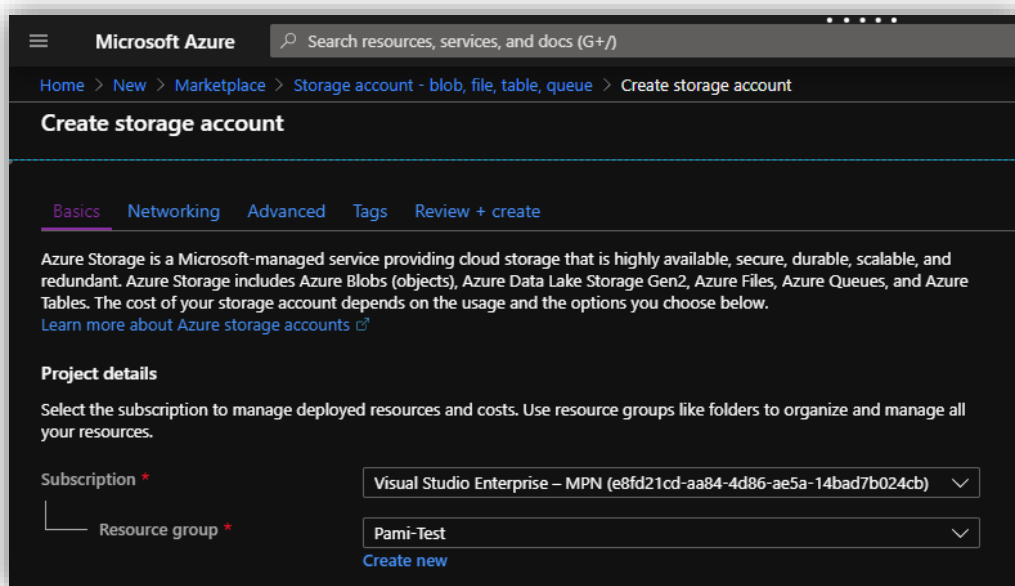 Microsoft Azure
Search resources, services, and docs (G+/)
Home > New > Marketplace > Storage account - blob, file, table, queue > Create storage account
Create storage account
Basics Networking Advanced Tags Review + create
Azure Storage is a Microsoft-managed service providing cloud storage that is highly available, secure, durable, scalable, and
redundant. Azure Storage includes Azure Blobs (objects), Azure Data Lake Storage Gen2, Azure Files, Azure Queues, and Azure
Tables. The cost of your storage account depends on the usage and the options you choose below.
Learn more about Azure storage accounts
Project details
Select the subscription to manage deployed resources and costs. Use resource groups like folders to organize and manage all
your resources.
Subscription *
Visual Studio Enterprise – MPN (e8fd21cd-aa84-4d86-ae5a-14bad7b024cb)
Resource group *
Pami-Test
Create new